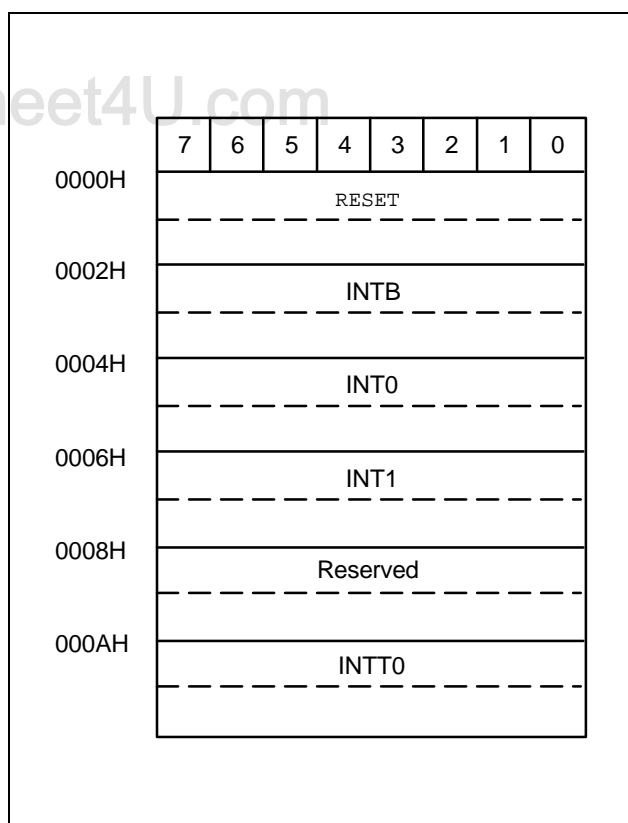 eet4U.com
7 6 5 4 3 2 1 0
0000H
RESET
0002H
INTB
0004H
INT0
0006H
INT1
0008H
Reserved
000AH
INTT0